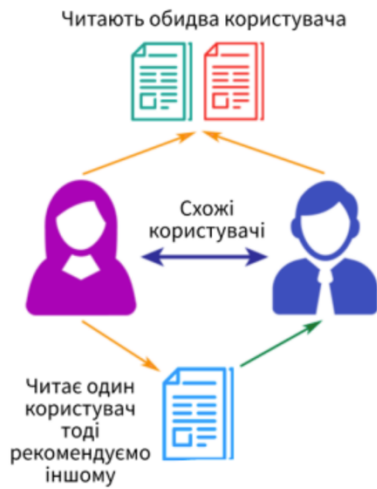 Читають обидва користувача
Схожі
користувачі
Читає один
користувач
тоді
рекомендуємо
іншому